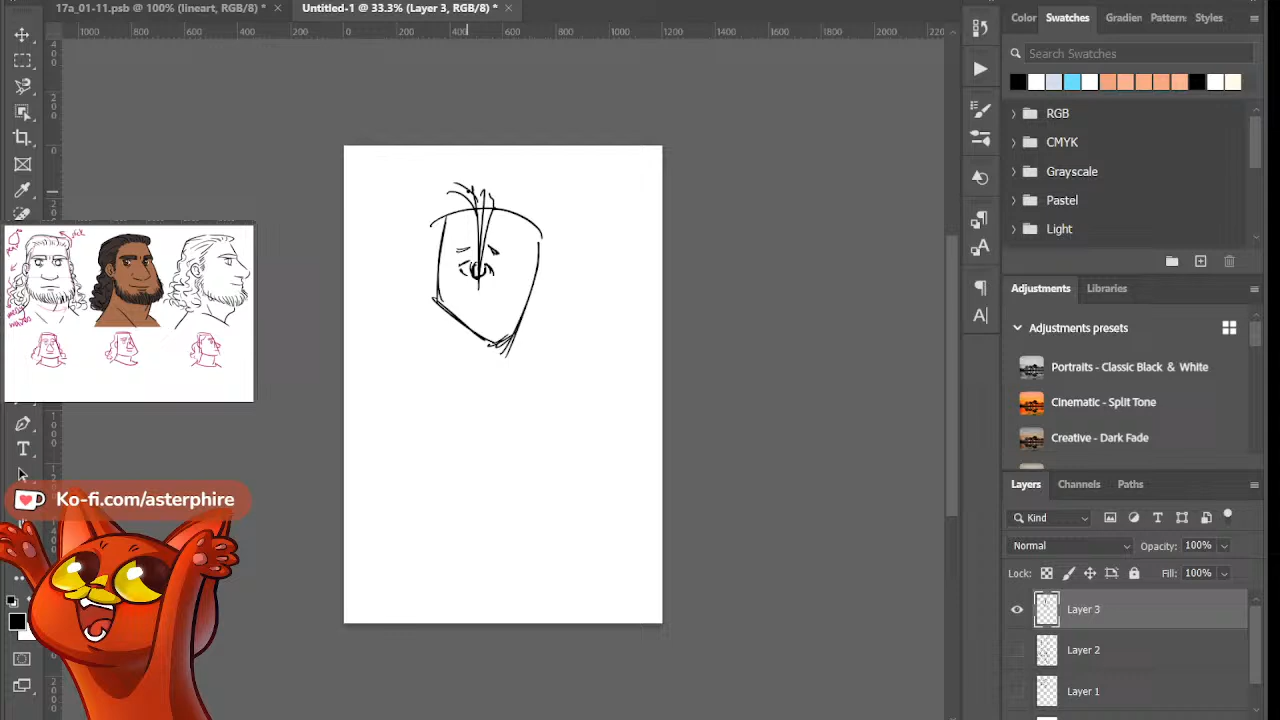 17a_01-11.psb @ 100% (lineart, RGB/8) *
Untitled-1 @ 33.3% (Layer 3, RGB/8) *
1000 800 600 400 200 0 200 400 600 800 1000 1200 1400 1600 1800 2000 220
Color Swatches Gradien Pattern: Styles
Search Swatches
RGB
CMYK
Grayscale
Pastel
Light
Adjustments Libraries
Adjustments presets
Portraits - Classic Black & White
Cinematic - Split Tone
Creative - Dark Fade
Layers Channels Paths
Kind
Normal Opacity: 100%
Lock: Fill: 100%
Layer 3
Layer 2
Layer 1
Ko-fi.com/asterphire